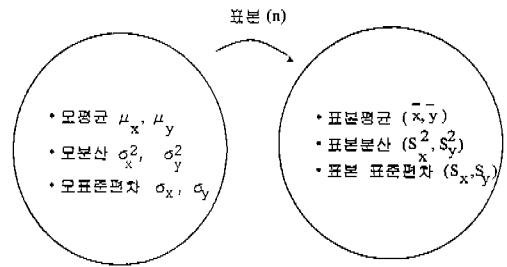 표본 (n)
• 모평균 μx, μy
• 모분산 σx², σy²
• 모표준편차 σx, σy
• 표본평균 (x̄, ȳ)
• 표본분산 (Sx², Sy²)
• 표본 표준편차 (Sx, Sy)